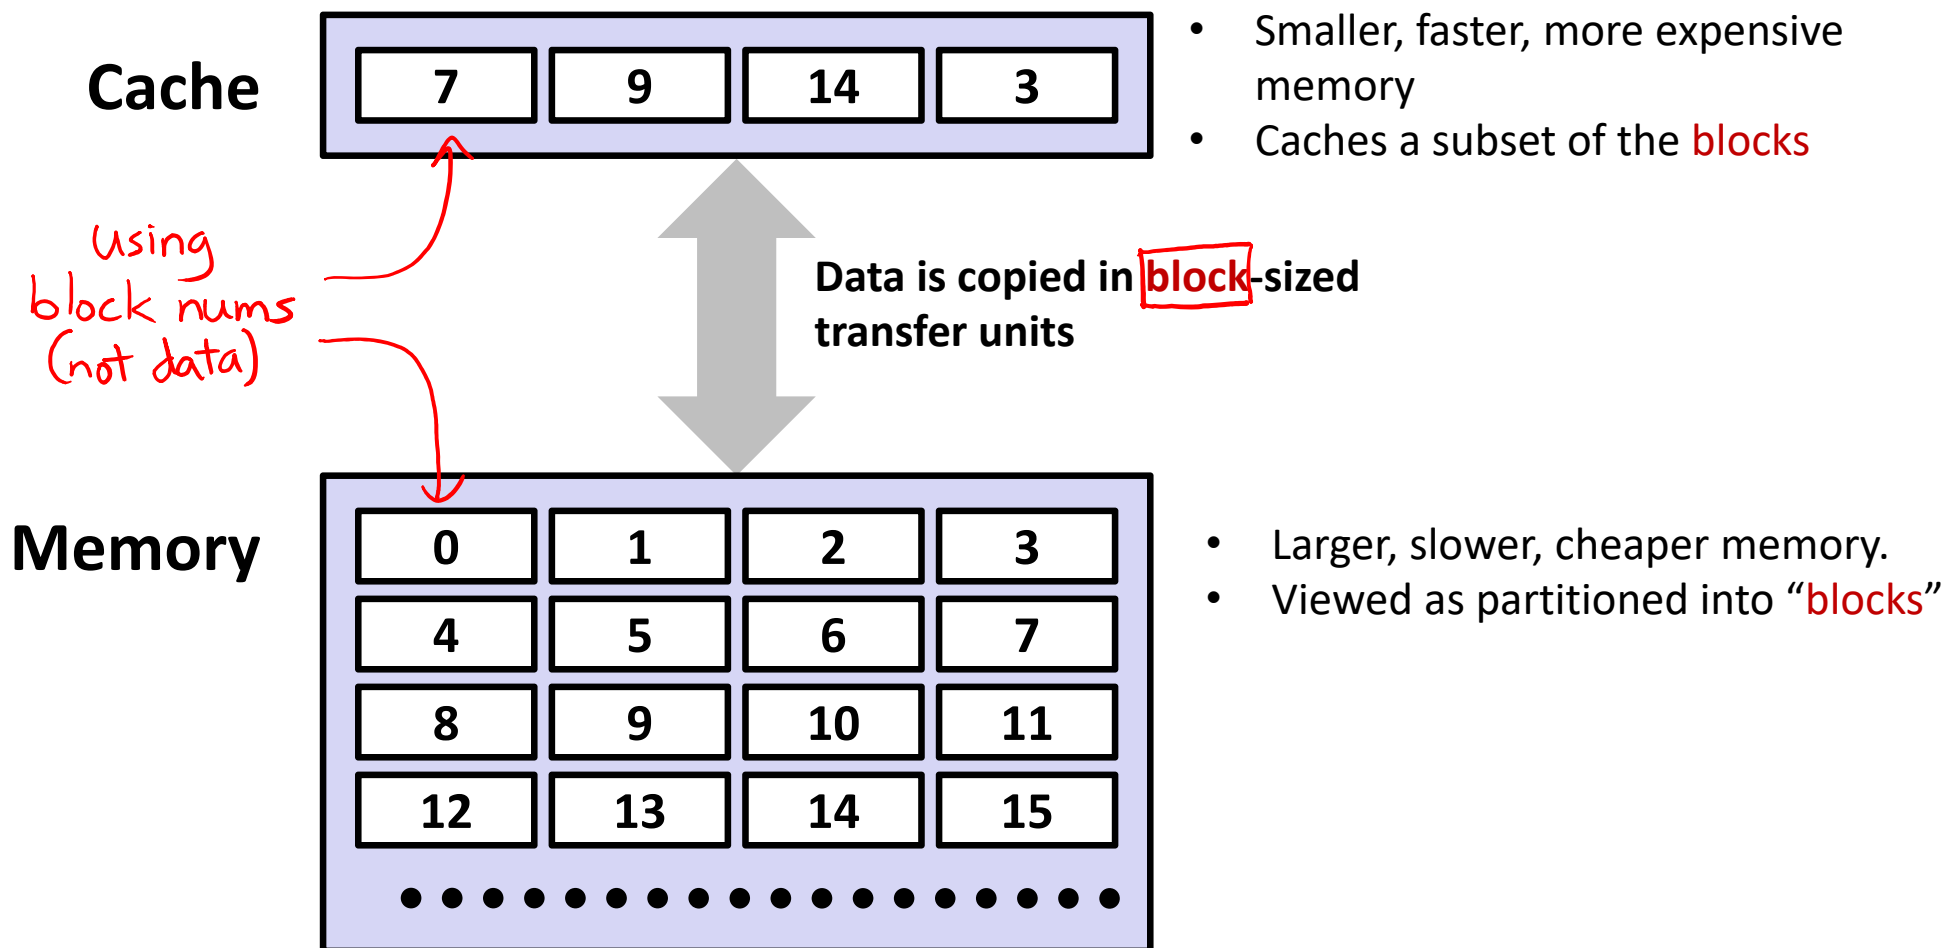 Cache
7 9 14 3
• Smaller, faster, more expensive
memory
• Caches a subset of the blocks
using
block nums
(not data)
Data is copied in block-sized
transfer units
Memory
0 1 2 3
4 5 6 7
8 9 10 11
12 13 14 15
• Larger, slower, cheaper memory.
• Viewed as partitioned into “blocks”